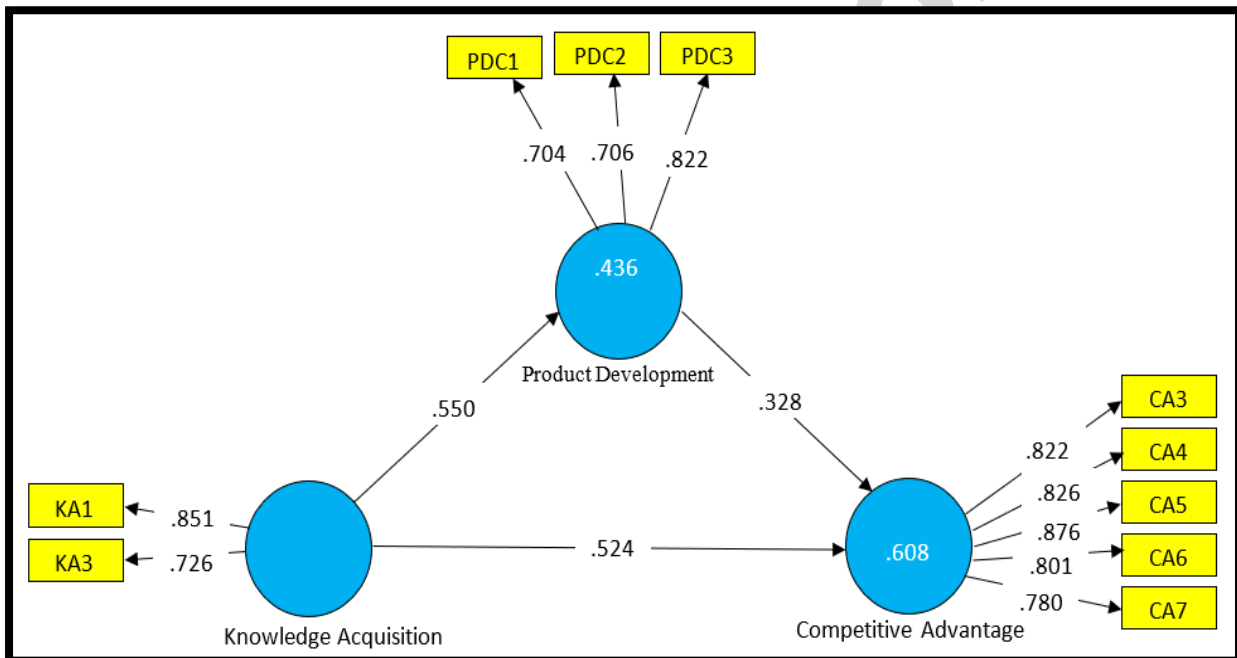 PDC1
PDC2
PDC3
.704
.706
.822
.436
Product Development
.550
.328
CA3
.822
CA4
.826
KA1
.851
CA5
.876
.524
.608
KA3
.726
.801
CA6
.780
CA7
Knowledge Acquisition
Competitive Advantage